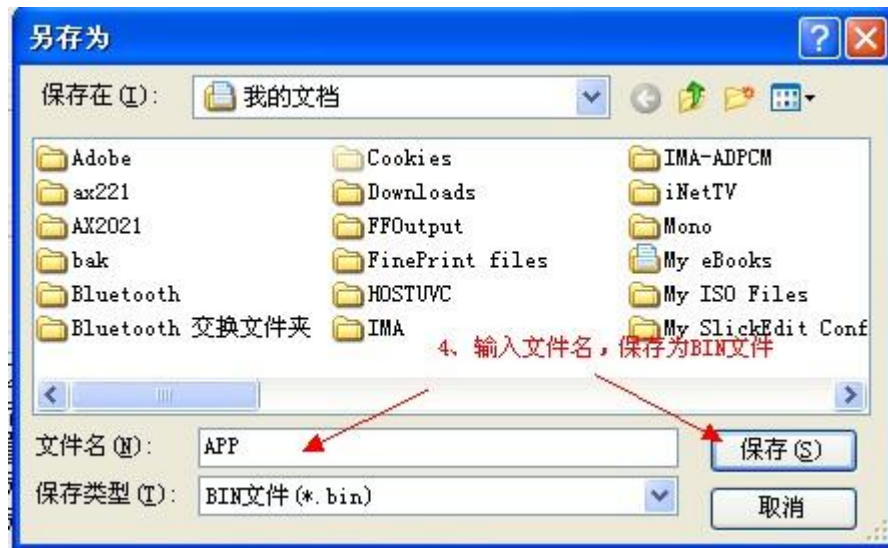 另存为
保存在(I):
我的文档
Adobe
Cookies
IMA-ADPCM
ax221
Downloads
iNetTV
AX2021
FFOutput
Mono
bak
FinePrint files
My eBooks
Bluetooth
HOSTUVC
My ISO Files
Bluetooth 交换文件夹
IMA
My SlickEdit Conf
4、输入文件名，保存为BIN文件
文件名(N):
APP
保存(S)
保存类型(T):
BIN文件(*.bin)
取消